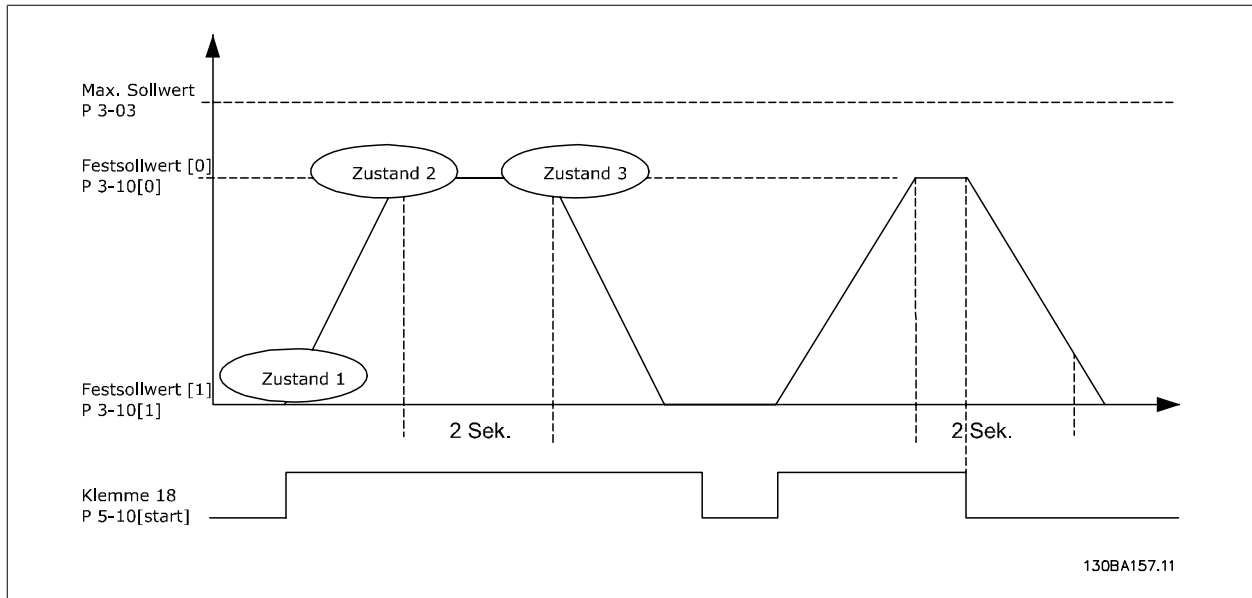 Max. Sollwert
P 3-03
Festsollwert [0]
P 3-10[0]
Zustand 2
Zustand 3
Zustand 1
Festsollwert [1]
P 3-10[1]
2 Sek.
2 Sek.
Klemme 18
P 5-10[start]
130BA157.11